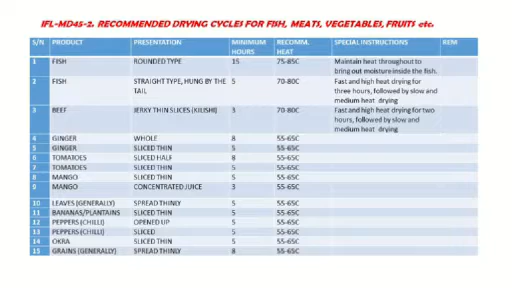 IFL-MD45-2. RECOMMENDED DRYING CYCLES FOR FISH, MEATS, VEGETABLES, FRUITS etc.
S/N PRODUCT PRESENTATION MINIMUM HOURS RECOMM. HEAT SPECIAL INSTRUCTIONS REM
1 FISH ROUNDED TYPE 15 75-85C Maintain heat throughout to
bring out moisture inside the fish.
2 FISH STRAIGHT TYPE, HUNG BY THE TAIL 5 70-80C Fast and high heat drying for
three hours, followed by slow and
medium heat drying
3 BEEF JERKY THIN SLICES (KILISHI) 3 70-80C Fast and high heat drying for two
hours, followed by slow and
medium heat drying
4 GINGER WHOLE 8 55-65C
5 GINGER SLICED THIN 5 55-65C
6 TOMATOES SLICED HALF 8 55-65C
7 TOMATOES SLICED THIN 5 55-65C
8 MANGO SLICED THIN 5 55-65C
9 MANGO CONCENTRATED JUICE 3 55-65C
10 LEAVES (GENERALLY) SPREAD THINLY 5 55-65C
11 BANANAS/PLANTAINS SLICED THIN 5 55-65C
12 PEPPERS (CHILLI) OPENED UP 5 55-65C
13 PEPPERS (CHILLI) SLICED 5 55-65C
14 OKRA SLICED THIN 5 55-65C
15 GRAINS (GENERALLY) SPREAD THINLY 8 55-65C